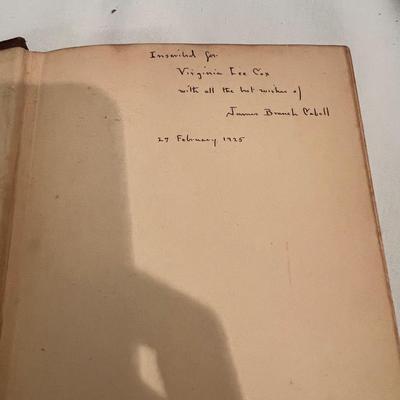 Inscribed for
Virginia Lee Cox
with all the best wishes of
James Branch Cabell
27 February 1925